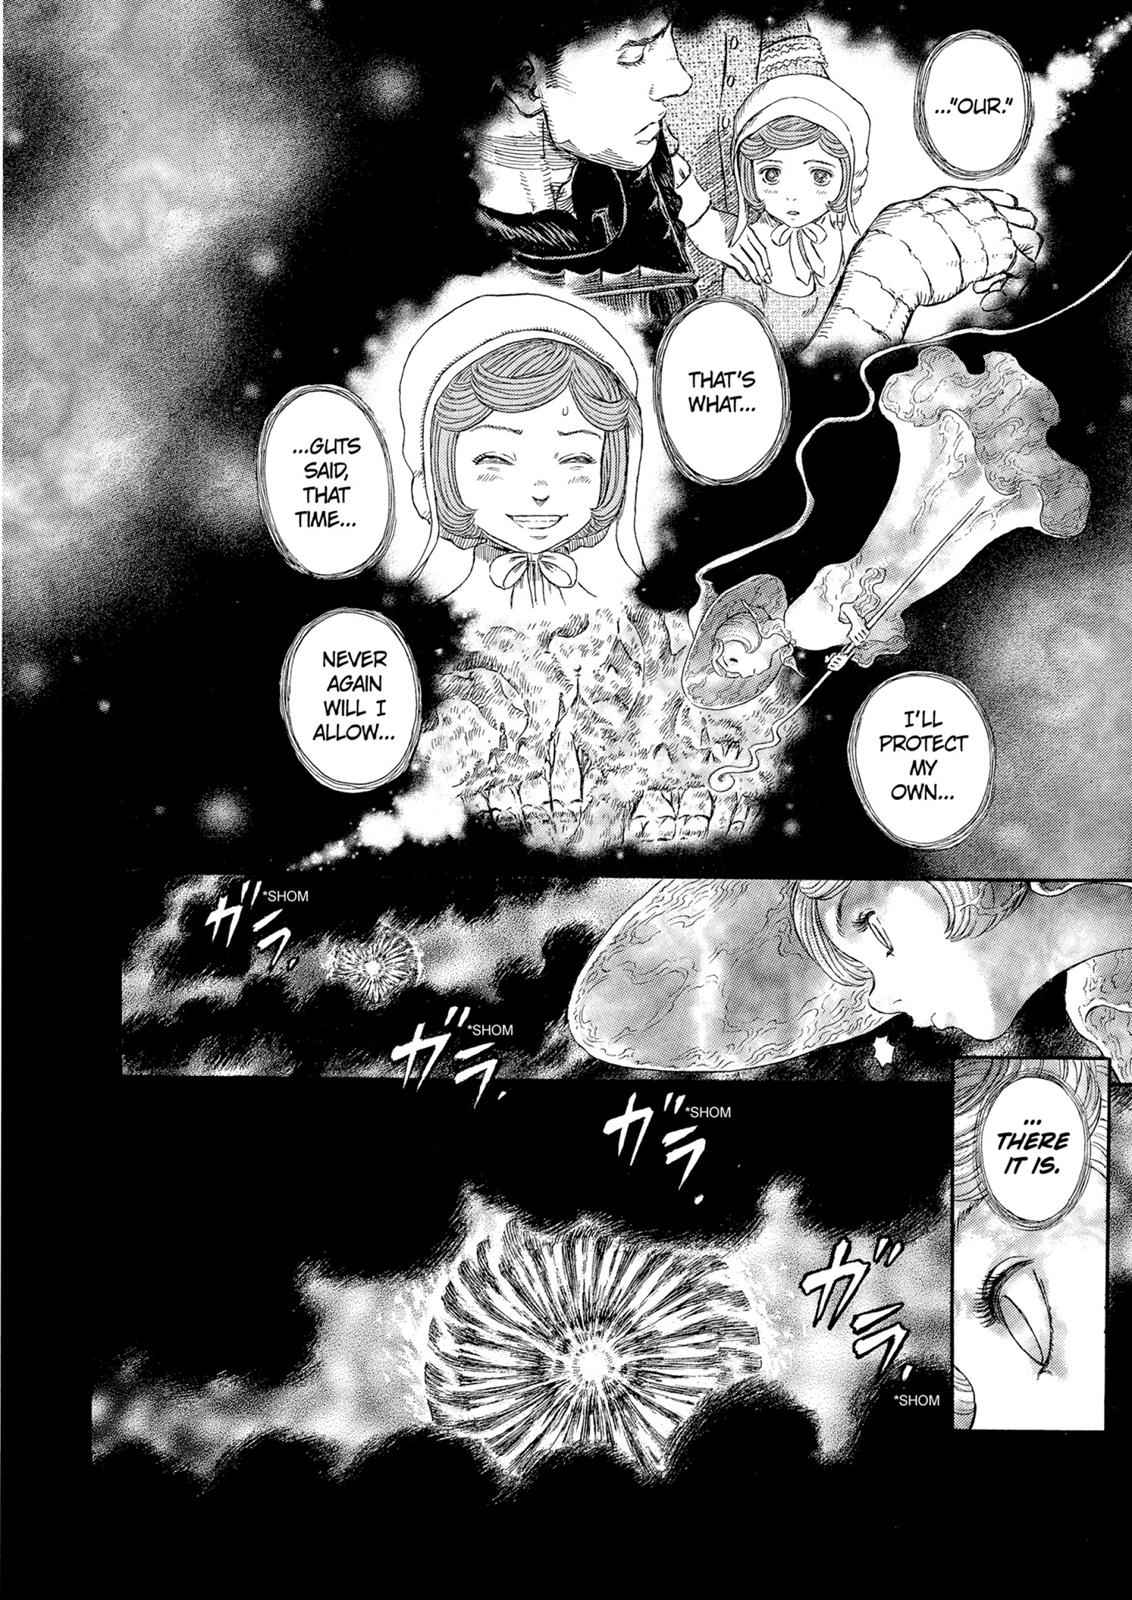 ..."OUR."
THAT'S
WHAT...
...GUTS
SAID,
THAT
TIME...
NEVER
AGAIN
WILL I
ALLOW...
I'LL
PROTECT
MY
OWN...
ガラ.
*SHOM
ガラ.
*SHOM
ガラ.
*SHOM
ガラ.
*SHOM
...
THERE
IT IS.